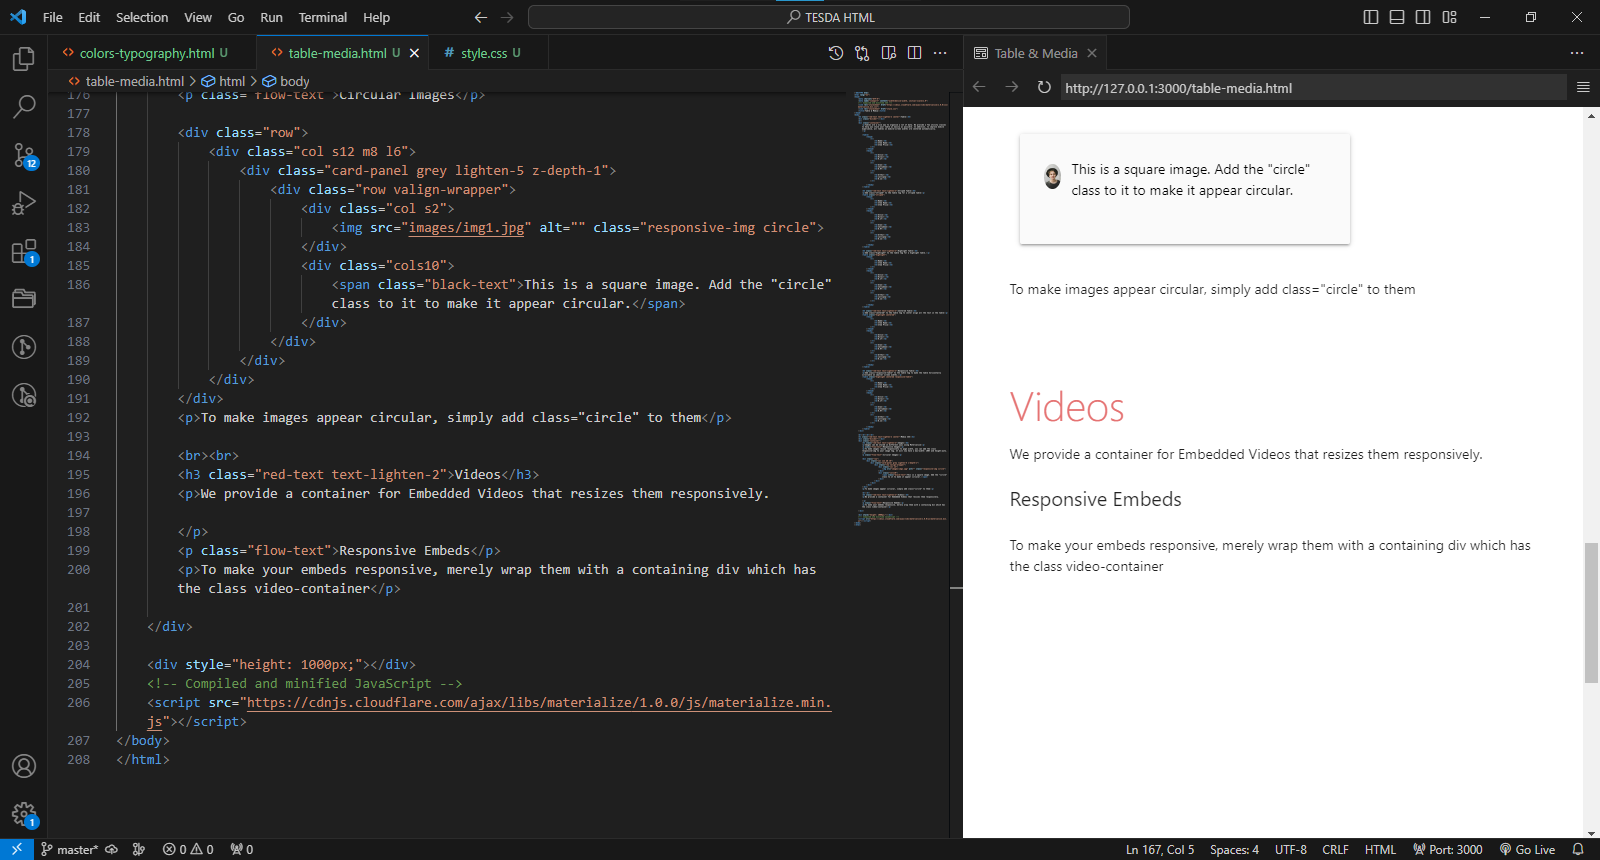 File Edit Selection View Go Run Terminal Help
TESDA HTML
colors-typography.html U
table-media.html U
# style.css U
table-media.html > html > body
176 <p class="flow-text">Circular Images</p>
177
178 <div class="row">
179 <div class="col s12 m8 l6">
180 <div class="card-panel grey lighten-5 z-depth-1">
181 <div class="row valign-wrapper">
182 <div class="col s2">
183 <img src="images/img1.jpg" alt="" class="responsive-img circle">
184 </div>
185 <div class="cols10">
186 <span class="black-text">This is a square image. Add the "circle"
class to it to make it appear circular.</span>
187 </div>
188 </div>
189 </div>
190 </div>
191 </div>
192 <p>To make images appear circular, simply add class="circle" to them</p>
193
194 <br><br>
195 <h3 class="red-text text-lighten-2">Videos</h3>
196 <p>We provide a container for Embedded Videos that resizes them responsively.
197
198 </p>
199 <p class="flow-text">Responsive Embeds</p>
200 <p>To make your embeds responsive, merely wrap them with a containing div which has
the class video-container</p>
201
202 </div>
203
204 <div style="height: 1000px;"></div>
205 <!-- Compiled and minified JavaScript -->
206 <script src="https://cdnjs.cloudflare.com/ajax/libs/materialize/1.0.0/js/materialize.min.
js"></script>
207 </body>
208 </html>
12
1
1
Table & Media
http://127.0.0.1:3000/table-media.html
This is a square image. Add the "circle"
class to it to make it appear circular.
To make images appear circular, simply add class="circle" to them
Videos
We provide a container for Embedded Videos that resizes them responsively.
Responsive Embeds
To make your embeds responsive, merely wrap them with a containing div which has
the class video-container
master* 0 0 0
Ln 167, Col 5 Spaces: 4 UTF-8 CRLF HTML Port: 3000 Go Live